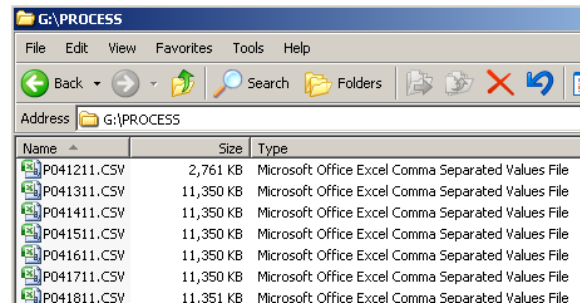 G:\PROCESS
File Edit View Favorites Tools Help
Back Search Folders
Address G:\PROCESS
Name Size Type
P041211.CSV 2,761 KB Microsoft Office Excel Comma Separated Values File
P041311.CSV 11,350 KB Microsoft Office Excel Comma Separated Values File
P041411.CSV 11,350 KB Microsoft Office Excel Comma Separated Values File
P041511.CSV 11,350 KB Microsoft Office Excel Comma Separated Values File
P041611.CSV 11,350 KB Microsoft Office Excel Comma Separated Values File
P041711.CSV 11,350 KB Microsoft Office Excel Comma Separated Values File
P041811.CSV 11,351 KB Microsoft Office Excel Comma Separated Values File